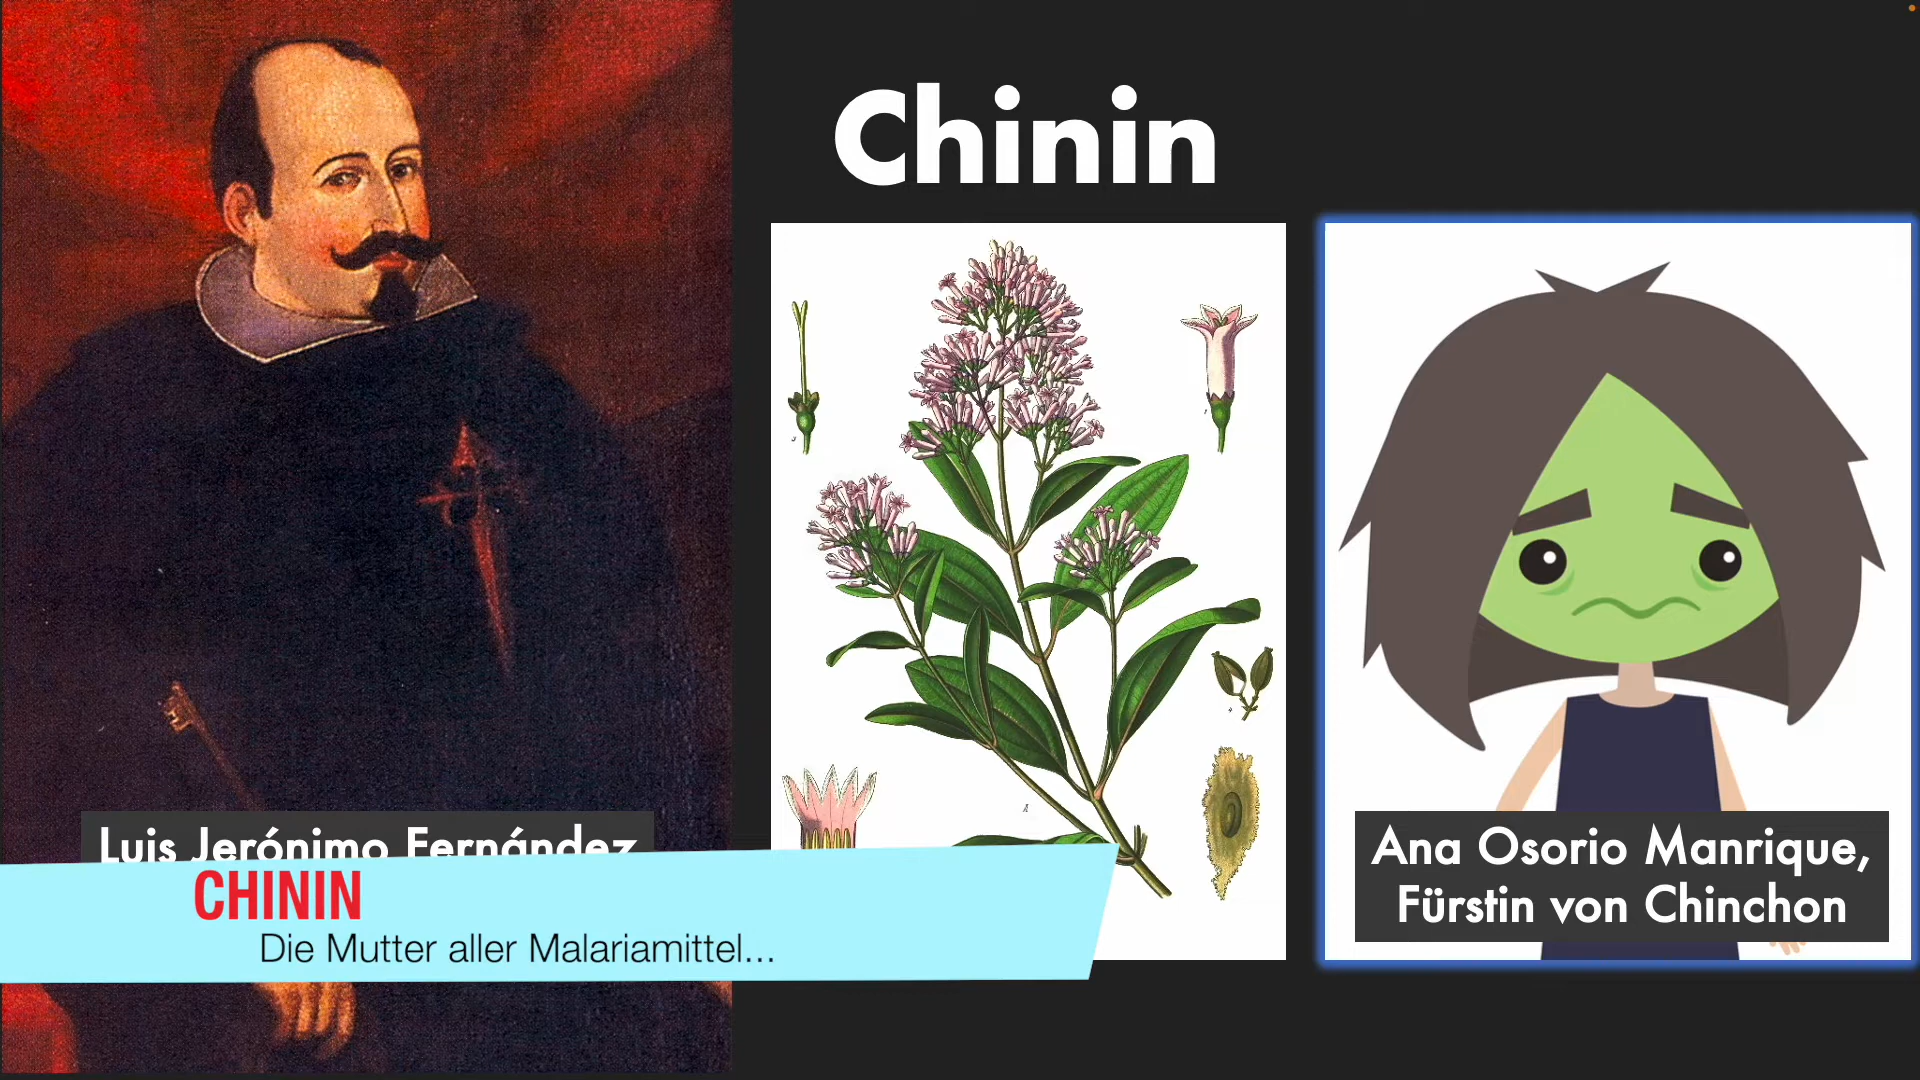 Chinin
Luis Jerónimo Fernández
CHININ
Die Mutter aller Malariamittel...
Ana Osorio Manrique,
Fürstin von Chinchon